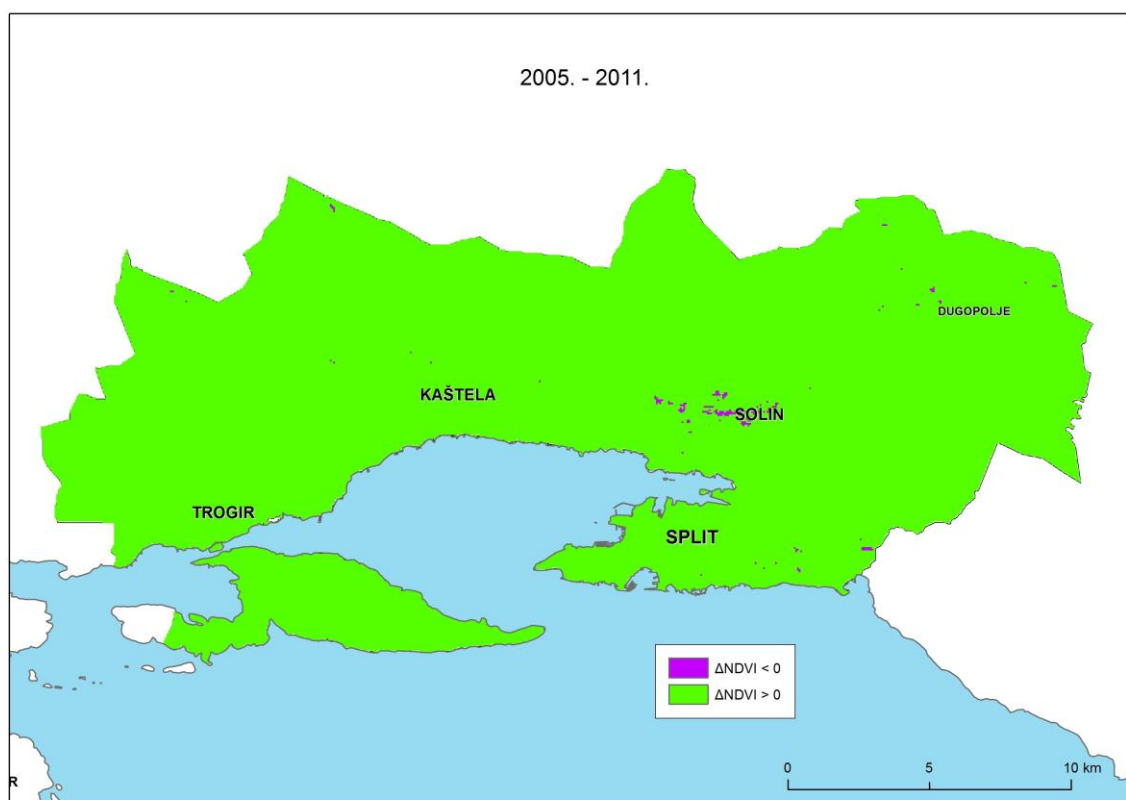 2005. - 2011.
DUGOPOLJE
KAŠTELA
SOLIN
TROGIR
SPLIT
ΔNDVI < 0
ΔNDVI > 0
0 5 10 km
R